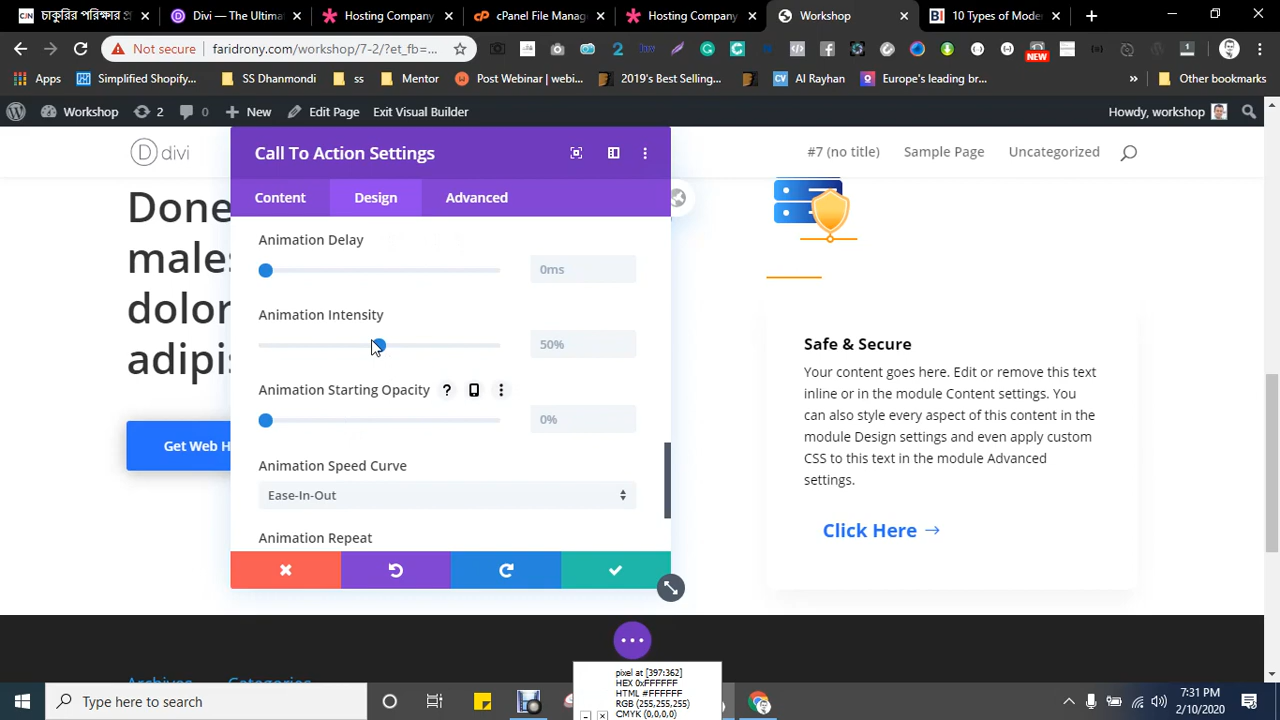 চাকুরির সাক্ষাৎকারে সা
Divi — The Ultimat
Hosting Company
cPanel File Manag
Hosting Company
Workshop
10 Types of Moder
Not secure
faridrony.com/workshop/7-2/?et_fb=...
NEW
Apps
Simplified Shopify...
SS Dhanmondi
ss
Mentor
Post Webinar | webi...
2019's Best Selling...
Al Rayhan
Europe's leading br...
Other bookmarks
Workshop
2
0
New
Edit Page
Exit Visual Builder
Howdy, workshop
divi
#7 (no title)
Sample Page
Uncategorized
Call To Action Settings
Content
Design
Advanced
Done
males
dolor
adipis
Get Web H
Animation Delay
0ms
Animation Intensity
50%
Animation Starting Opacity
0%
Animation Speed Curve
Ease-In-Out
Animation Repeat
Safe & Secure
Your content goes here. Edit or remove this text
inline or in the module Content settings. You
can also style every aspect of this content in the
module Design settings and even apply custom
CSS to this text in the module Advanced
settings.
Click Here →
Archives
Categories
pixel at [397:362]
HEX 0xFFFFFF
HTML #FFFFFF
RGB (255,255,255)
CMYK (0,0,0,0)
Type here to search
7:31 PM
2/10/2020